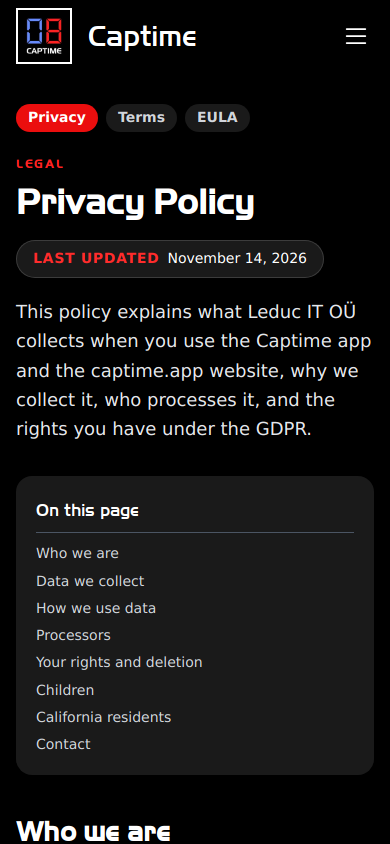 08
CAPTIME
Captime
Privacy
Terms
EULA
LEGAL
Privacy Policy
LAST UPDATED November 14, 2026
This policy explains what Leduc IT OÜ
collects when you use the Captime app
and the captime.app website, why we
collect it, who processes it, and the
rights you have under the GDPR.
On this page
Who we are
Data we collect
How we use data
Processors
Your rights and deletion
Children
California residents
Contact
Who we are